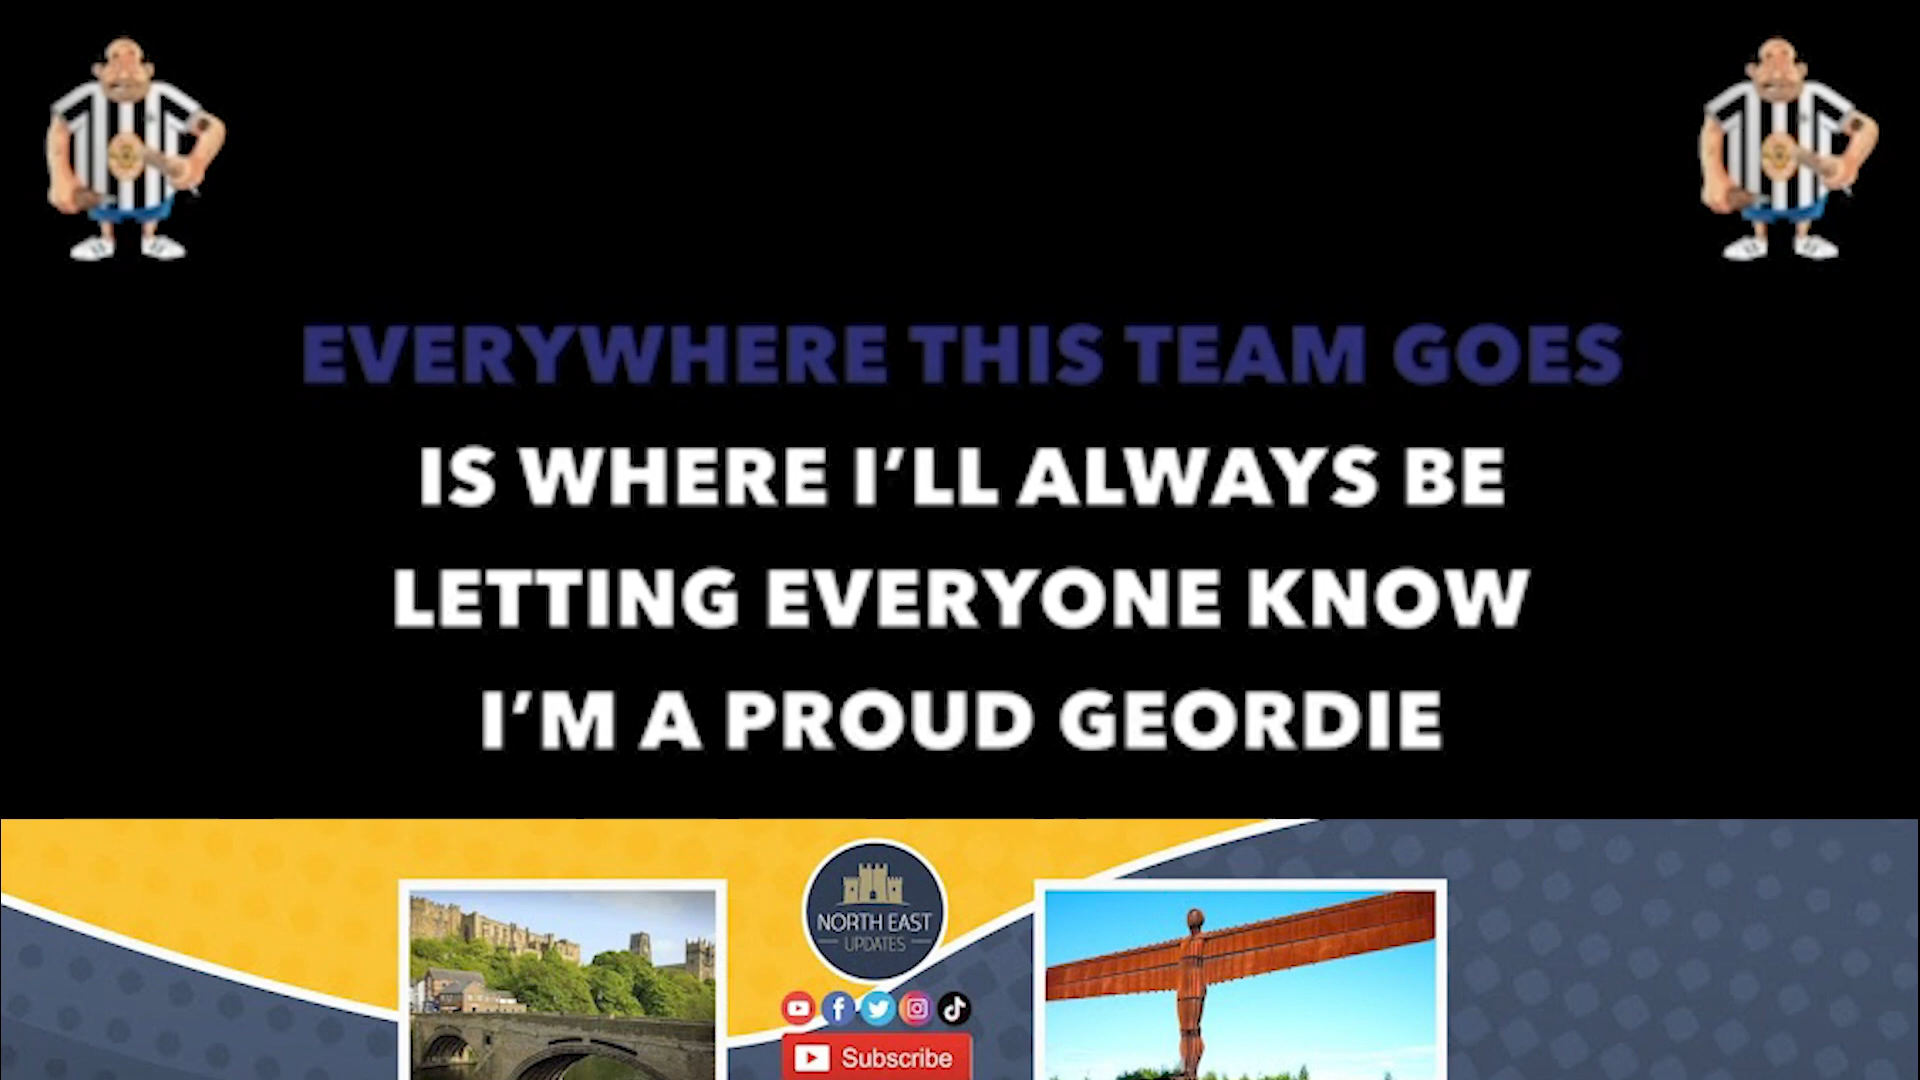 EVERYWHERE THIS TEAM GOES
IS WHERE I’LL ALWAYS BE
LETTING EVERYONE KNOW
I’M A PROUD GEORDIE
NORTH EAST
UPDATES
Subscribe